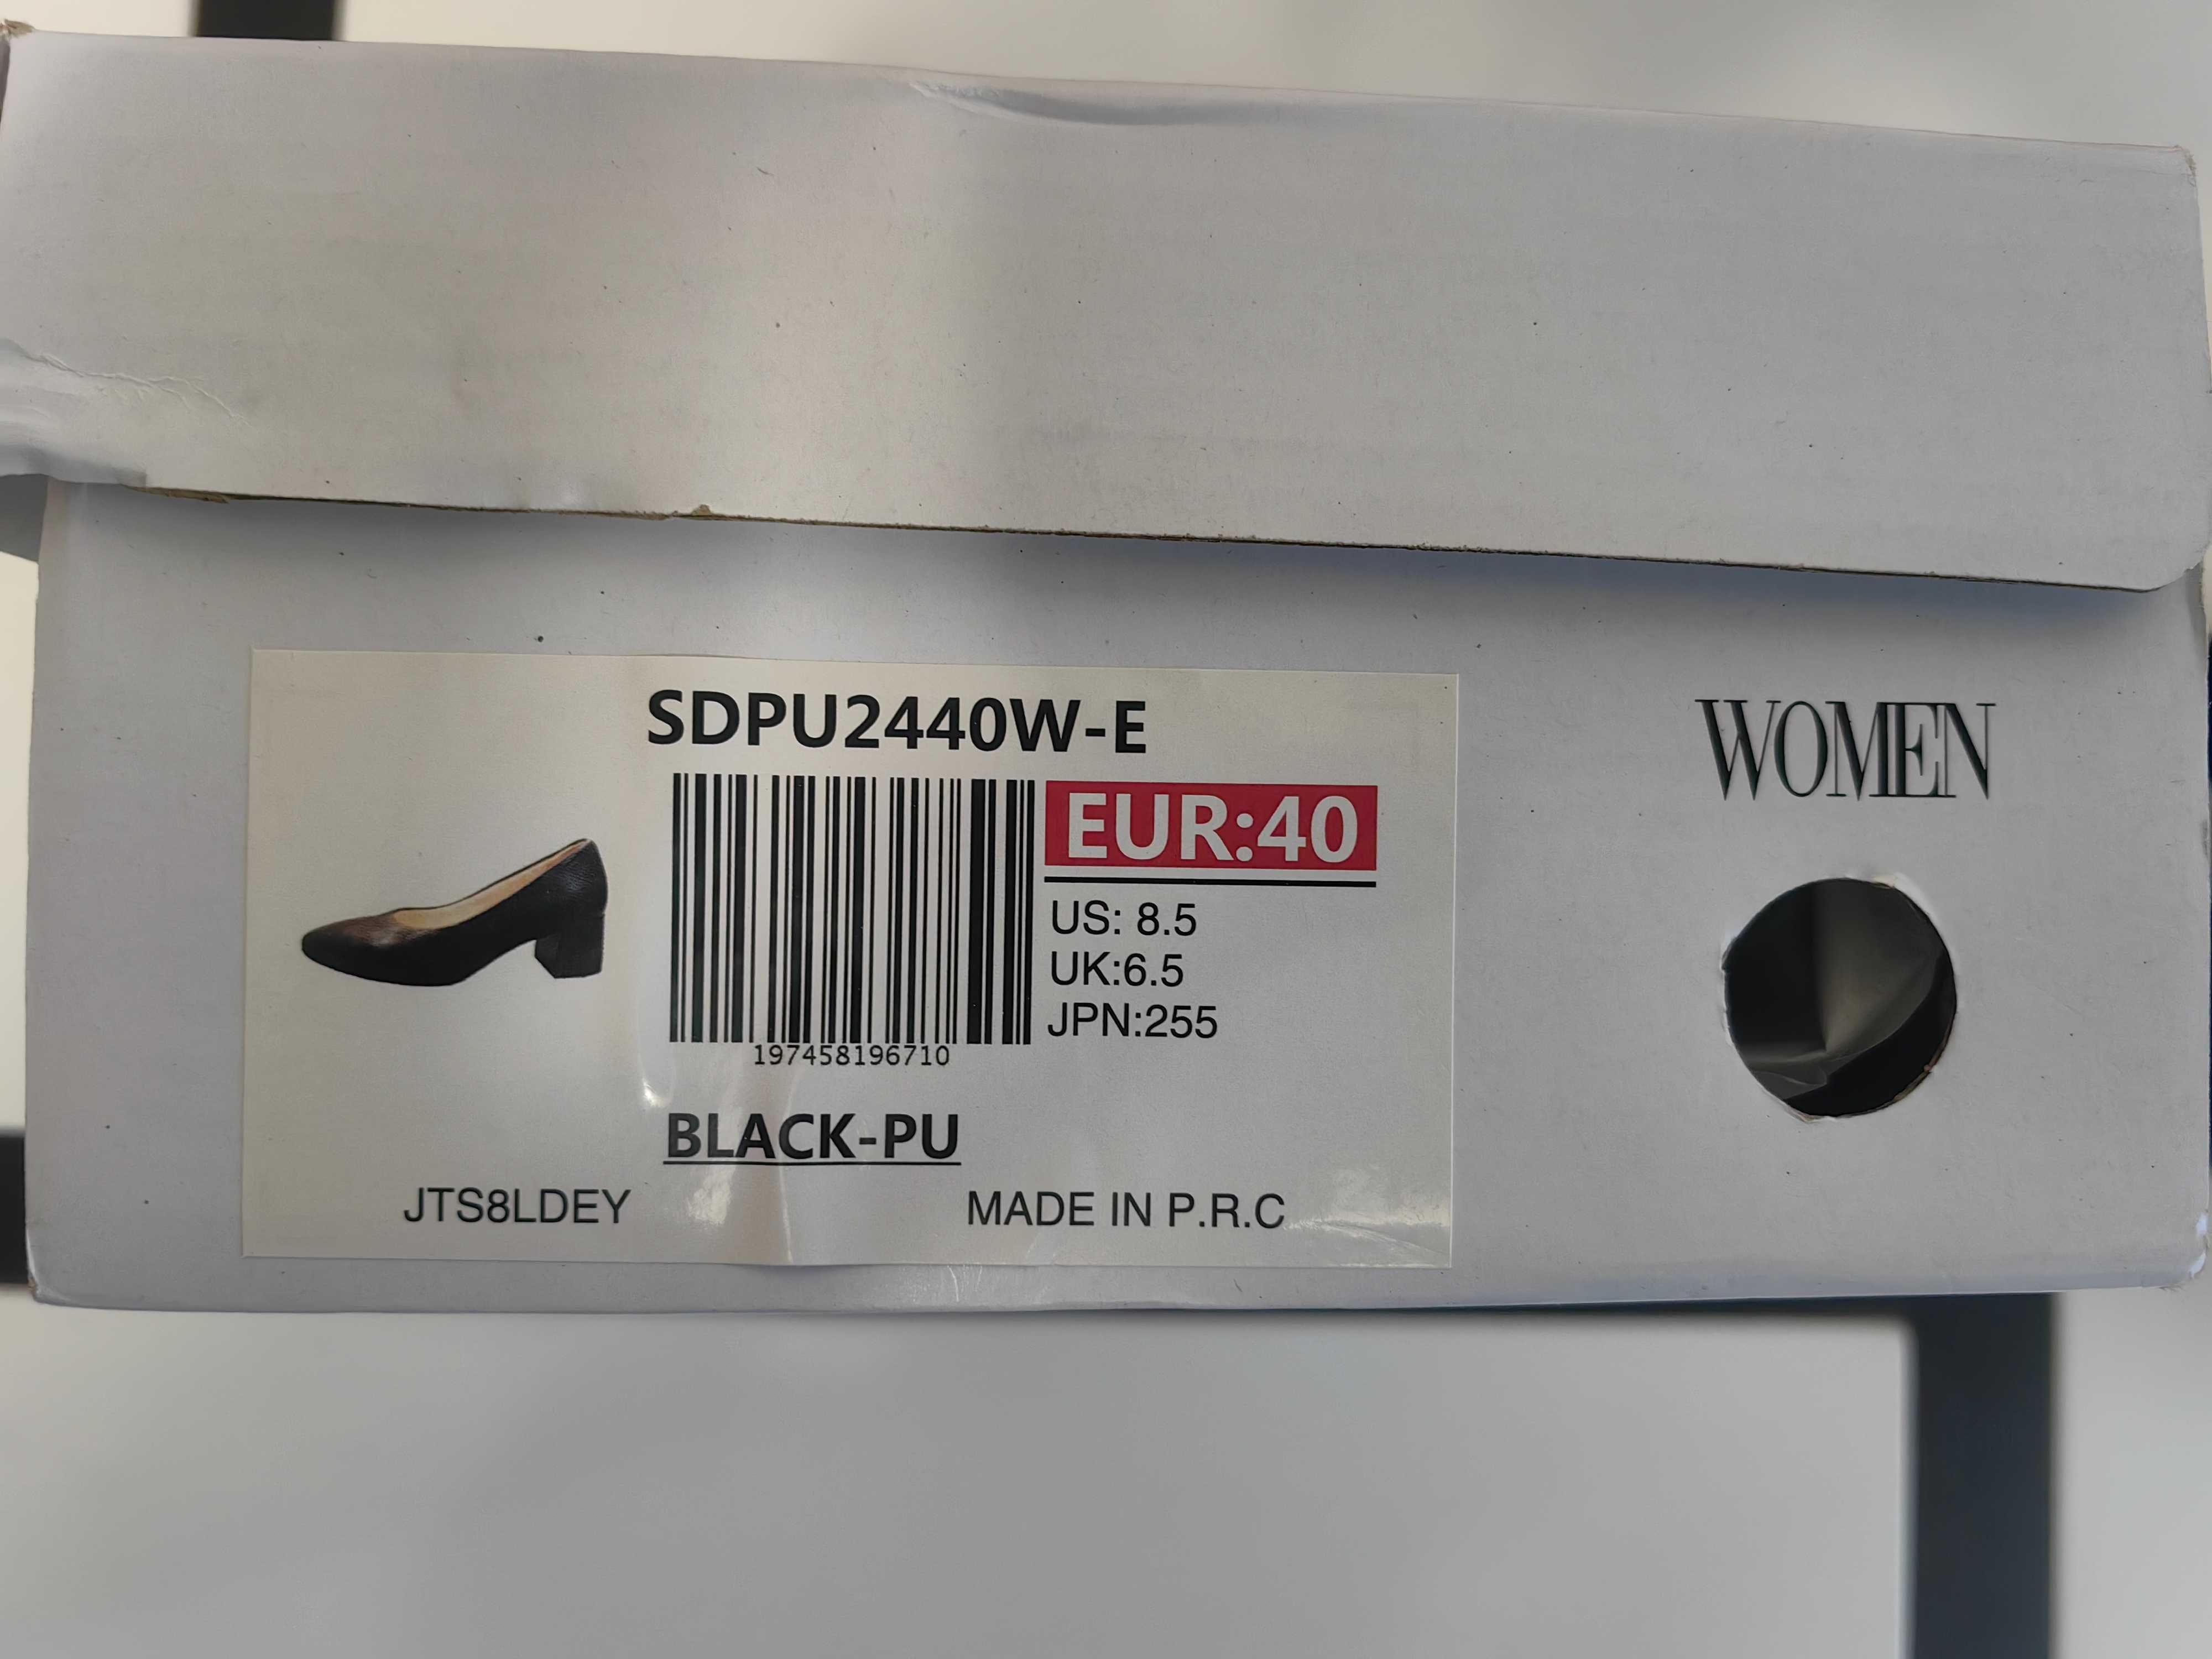 SDPU2440W-E
EUR:40
US: 8.5
UK:6.5
JPN:255
197458196710
BLACK-PU
JTS8LDEY
MADE IN P.R.C
WOMEN